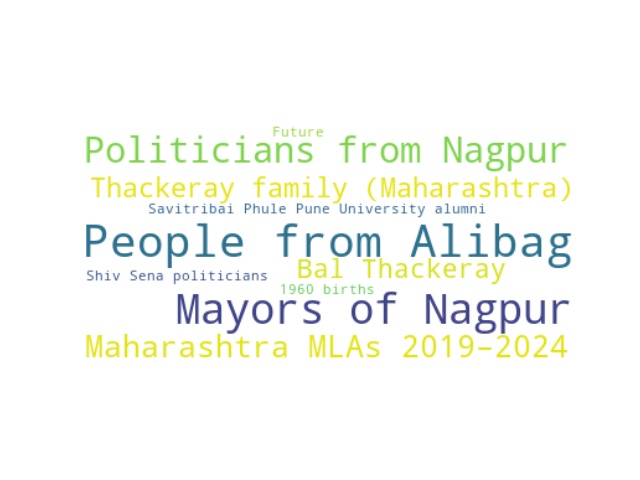 Future
Politicians from Nagpur
Thackeray family (Maharashtra)
Savitribai Phule Pune University alumni
People from Alibag
Bal Thackeray
Shiv Sena politicians
1960 births
Mayors of Nagpur
Maharashtra MLAs 2019–2024